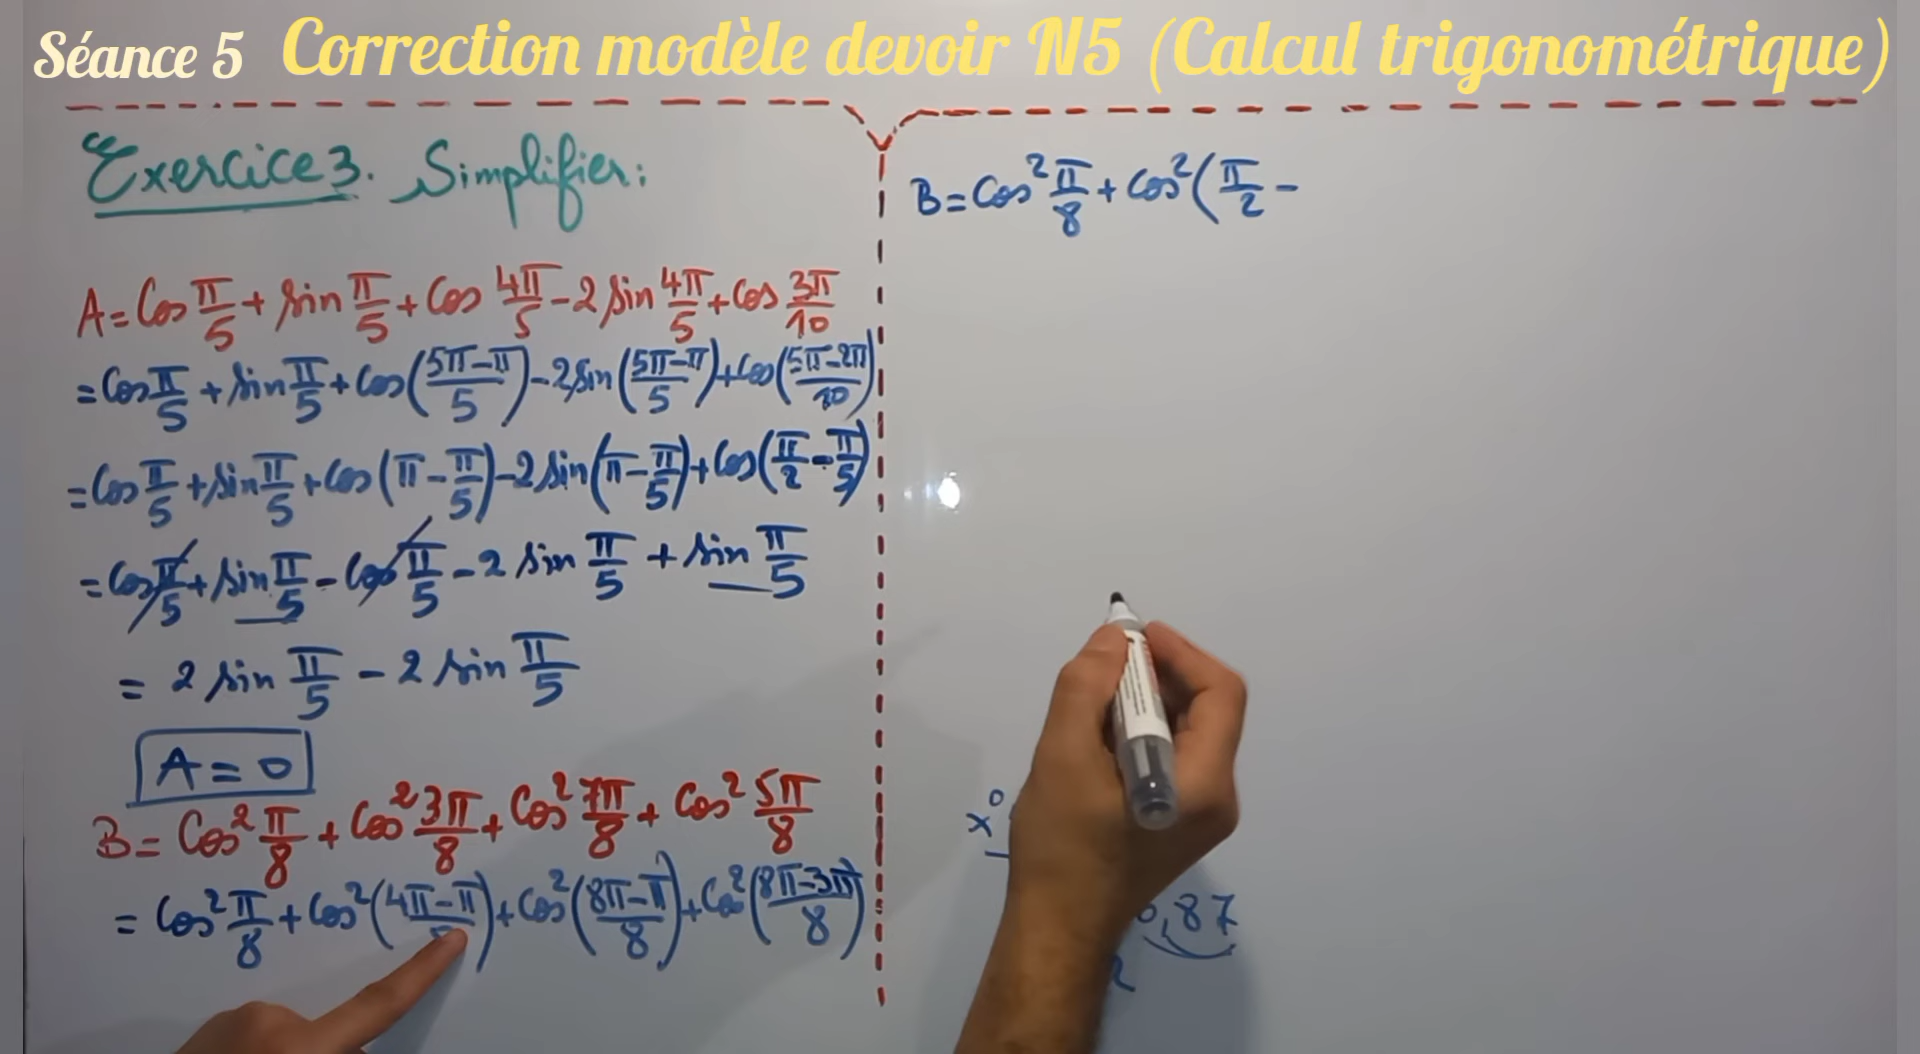 Séance 5 Correction modèle devoir N5 (Calcul trigonométrique)
Exercice 3. Simplifier:
A = Cos π/5 + sin π/5 + cos 4π/5 - 2 sin 4π/5 + cos 3π/10
= Cos π/5 + sin π/5 + cos (5π-π/5) - 2 sin (5π-π/5) + cos (5π-2π/10)
= Cos π/5 + sin π/5 + cos (π - π/5) - 2 sin (π - π/5) + cos (π/2 - π/5)
= cos π/5 + sin π/5 - cos π/5 - 2 sin π/5 + sin π/5
= 2 sin π/5 - 2 sin π/5
A = 0
B = Cos² π/8 + cos² 3π/8 + cos² 7π/8 + cos² 5π/8
= cos² π/8 + cos² (4π-π/8) + cos² (8π-π/8) + cos² (8π-3π/8)
B = cos² π/8 + cos² (π/2 -
x°
,87
2